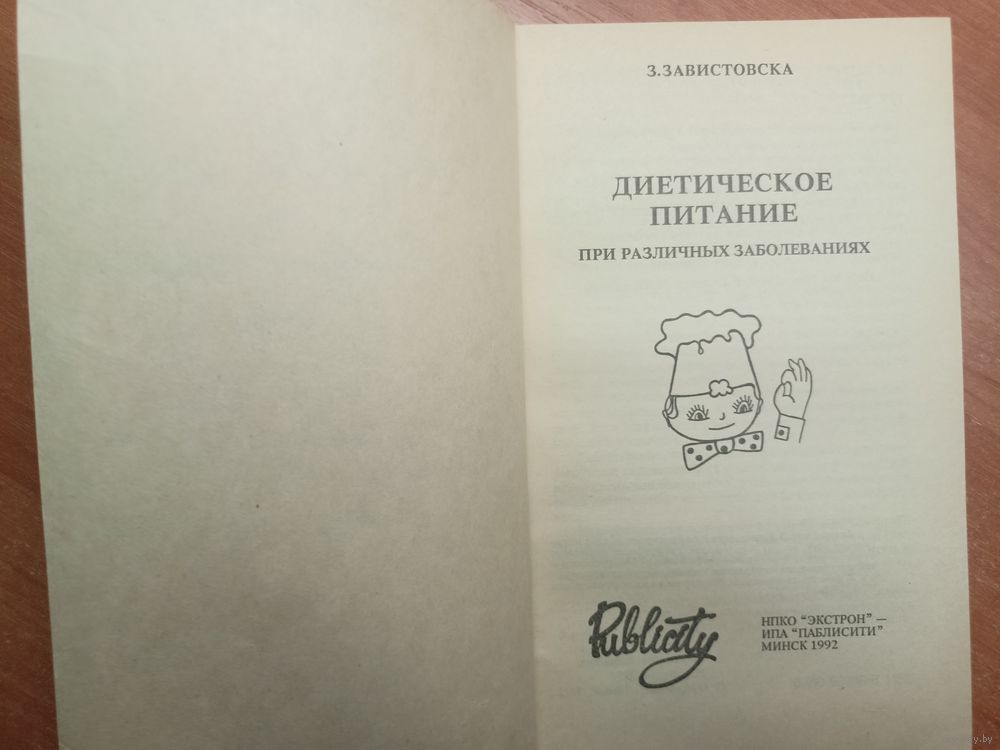 З.ЗАВИСТОВСКА
ДИЕТИЧЕСКОЕ
ПИТАНИЕ
ПРИ РАЗЛИЧНЫХ ЗАБОЛЕВАНИЯХ
Publicity
НПКО “ЭКСТРОН” —
ИПА “ПАБЛИСИТИ”
МИНСК 1992